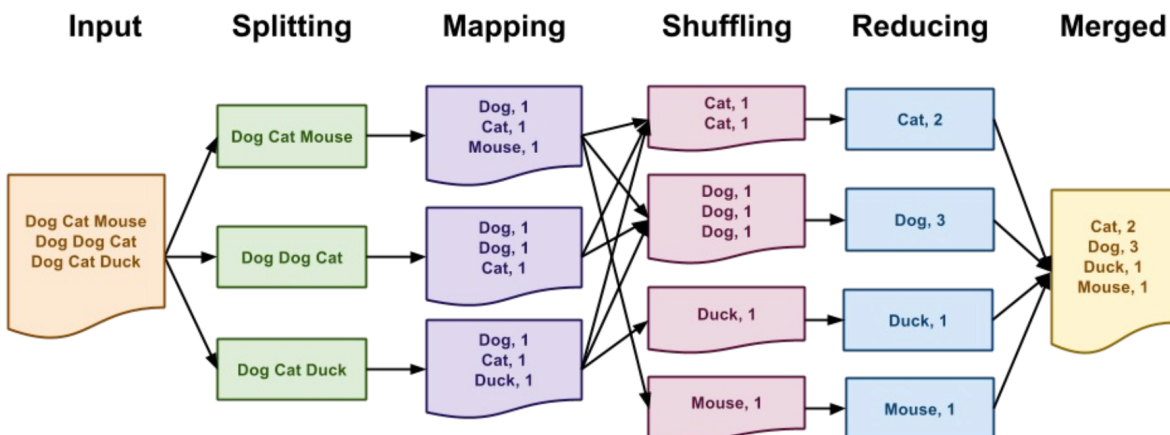 Input
Splitting
Mapping
Shuffling
Reducing
Merged
Dog Cat Mouse
Dog Dog Cat
Dog Cat Duck
Dog Cat Mouse
Dog Dog Cat
Dog Cat Duck
Dog, 1
Cat, 1
Mouse, 1
Dog, 1
Dog, 1
Cat, 1
Dog, 1
Cat, 1
Duck, 1
Cat, 1
Cat, 1
Dog, 1
Dog, 1
Dog, 1
Duck, 1
Mouse, 1
Cat, 2
Dog, 3
Duck, 1
Mouse, 1
Cat, 2
Dog, 3
Duck, 1
Mouse, 1